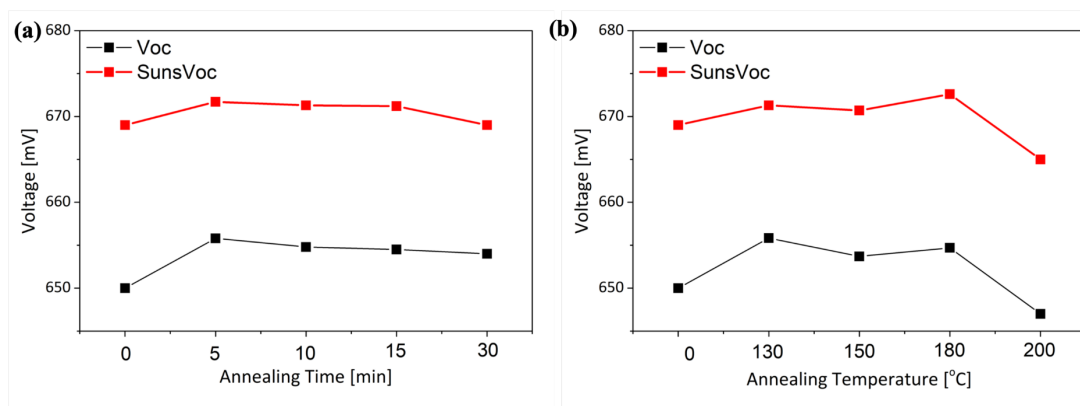 (a)
Voc
SunsVoc
680
670
660
650
Voltage [mV]
0 5 10 15 30
Annealing Time [min]
(b)
Voc
SunsVoc
680
670
660
650
Voltage [mV]
0 130 150 180 200
Annealing Temperature [°C]